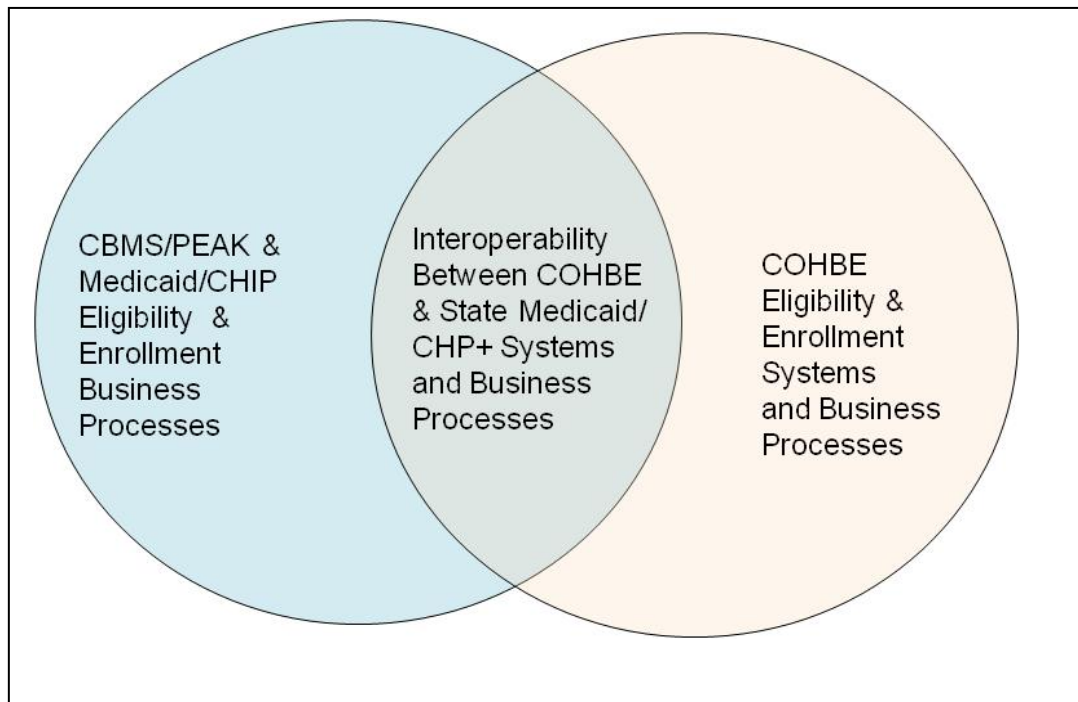 CBMS/PEAK &
Medicaid/CHIP
Eligibility &
Enrollment
Business
Processes
Interoperability
Between COHBE
& State Medicaid/
CHP+ Systems
and Business
Processes
COHBE
Eligibility &
Enrollment
Systems
and Business
Processes